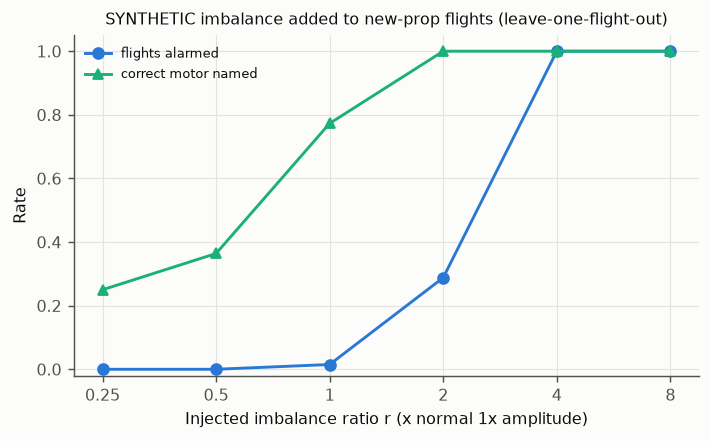 SYNTHETIC imbalance added to new-prop flights (leave-one-flight-out)
flights alarmed
correct motor named
1.0
0.8
0.6
0.4
0.2
0.0
Rate
0.25 0.5 1 2 4 8
Injected imbalance ratio r (x normal 1x amplitude)